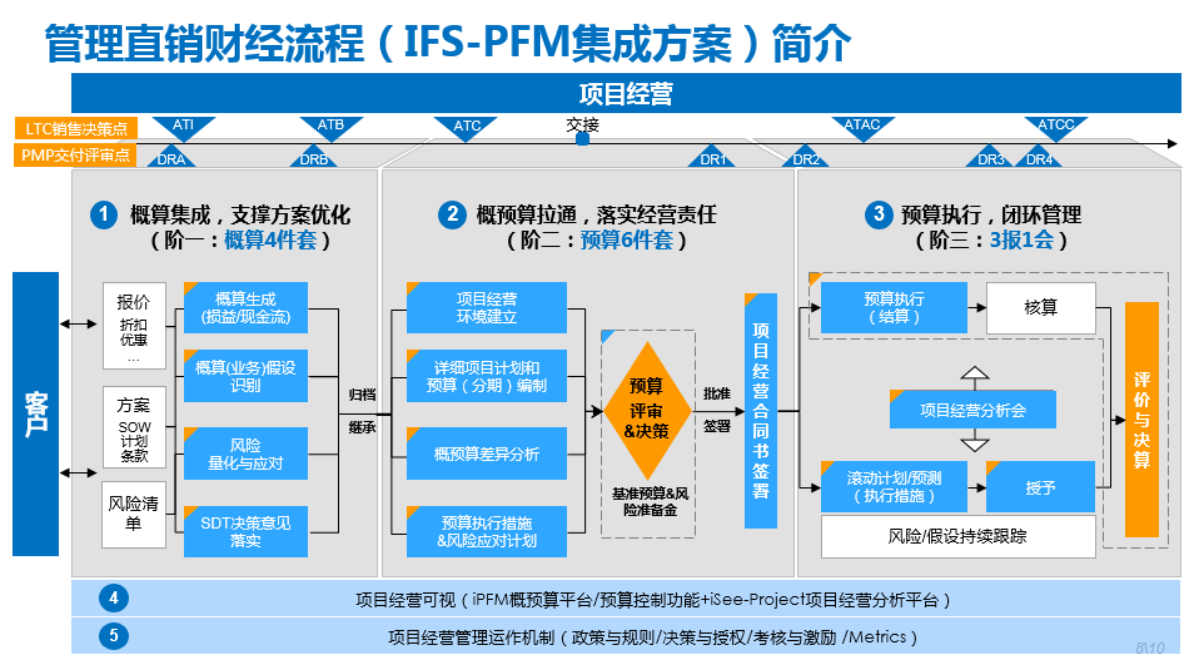 管理直销财经流程（IFS-PFM集成方案）简介
项目经营
LTC销售决策点
ATI
ATB
ATC
交接
ATAC
ATCC
PMP交付评审点
DRA
DRB
DR1
DR2
DR3
DR4
1
概算集成，支撑方案优化
（阶一：概算4件套）
2
概预算拉通，落实经营责任
（阶二：预算6件套）
3
预算执行，闭环管理
（阶三：3报1会）
客户
报价
折扣
优惠
...
方案
SOW
计划
条款
风险清
单
概算生成
(损益/现金流)
概算(业务)假设
识别
风险
量化与应对
SDT决策意见
落实
归档
继承
项目经营
环境建立
详细项目计划和
预算（分期）编制
概预算差异分析
预算执行措施
&风险应对计划
预算
评审
&决策
基准预算&风
险准备金
批准
签署
项目经营合同书签署
预算执行
（结算）
核算
项目经营分析会
滚动计划/预测
（执行措施）
授予
风险/假设持续跟踪
评价与决算
4
项目经营可视（iPFM概预算平台/预算控制功能+iSee-Project项目经营分析平台）
5
项目经营管理运作机制（政策与规则/决策与授权/考核与激励 /Metrics）
8\10